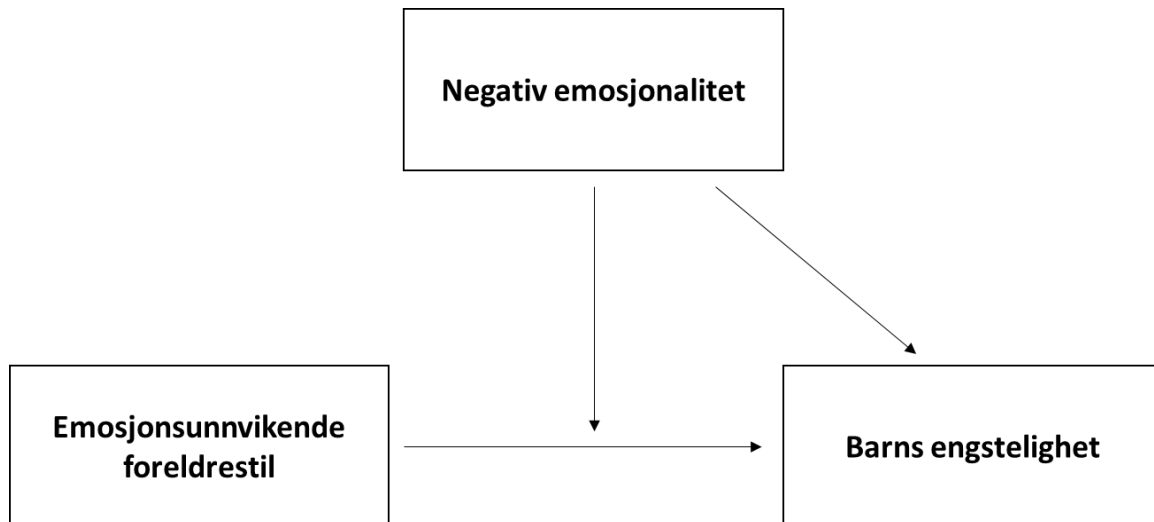 Negativ emosjonalitet
Emosjonsunnvikende
foreldrestil
Barns engstelighet